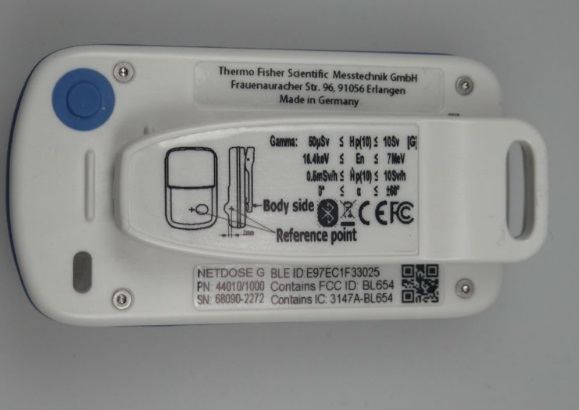 Thermo Fisher Scientific Messtechnik GmbH
Frauenauracher Str. 96, 91056 Erlangen
Made in Germany
Gamma: 50µSv ≤ Hp(10) ≤ 10Sv [G]
16.4keV ≤ En ≤ 7MeV
0.5mSv/h ≤ Ḣp(10) ≤ 10Sv/h
0° ≤ α ≤ ±60°
Body side
CE FC
Reference point
NETDOSE G BLE ID:E97EC1F33025
PN: 44010/1000 Contains FCC ID: BL654
SN: 68090-2272 Contains IC: 3147A-BL654